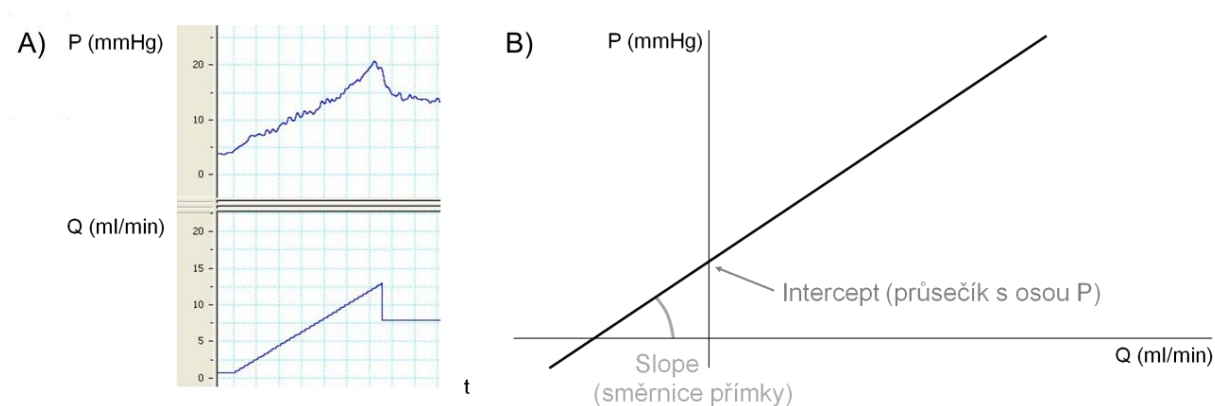 A)
P (mmHg)
20
10
0
Q (ml/min)
20
15
10
5
0
t
B)
P (mmHg)
Intercept (průsečík s osou P)
Q (ml/min)
Slope
(směrnice přímky)